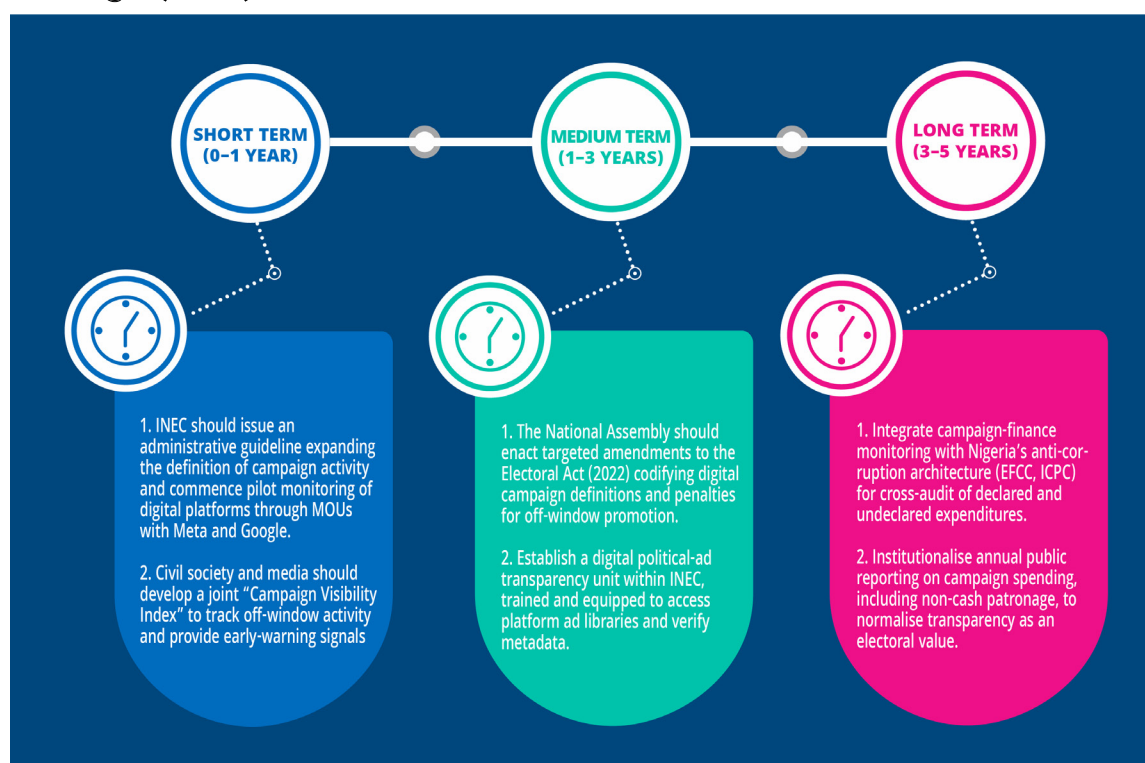 SHORT TERM
(0–1 YEAR)
MEDIUM TERM
(1–3 YEARS)
LONG TERM
(3–5 YEARS)
1. INEC should issue an
administrative guideline expanding
the definition of campaign activity
and commence pilot monitoring of
digital platforms through MOUs
with Meta and Google.
2. Civil society and media should
develop a joint “Campaign Visibility
Index” to track off-window activity
and provide early-warning signals
1. The National Assembly should
enact targeted amendments to the
Electoral Act (2022) codifying digital
campaign definitions and penalties
for off-window promotion.
2. Establish a digital political-ad
transparency unit within INEC,
trained and equipped to access
platform ad libraries and verify
metadata.
1. Integrate campaign-finance
monitoring with Nigeria’s anti-cor-
ruption architecture (EFCC, ICPC)
for cross-audit of declared and
undeclared expenditures.
2. Institutionalise annual public
reporting on campaign spending,
including non-cash patronage, to
normalise transparency as an
electoral value.